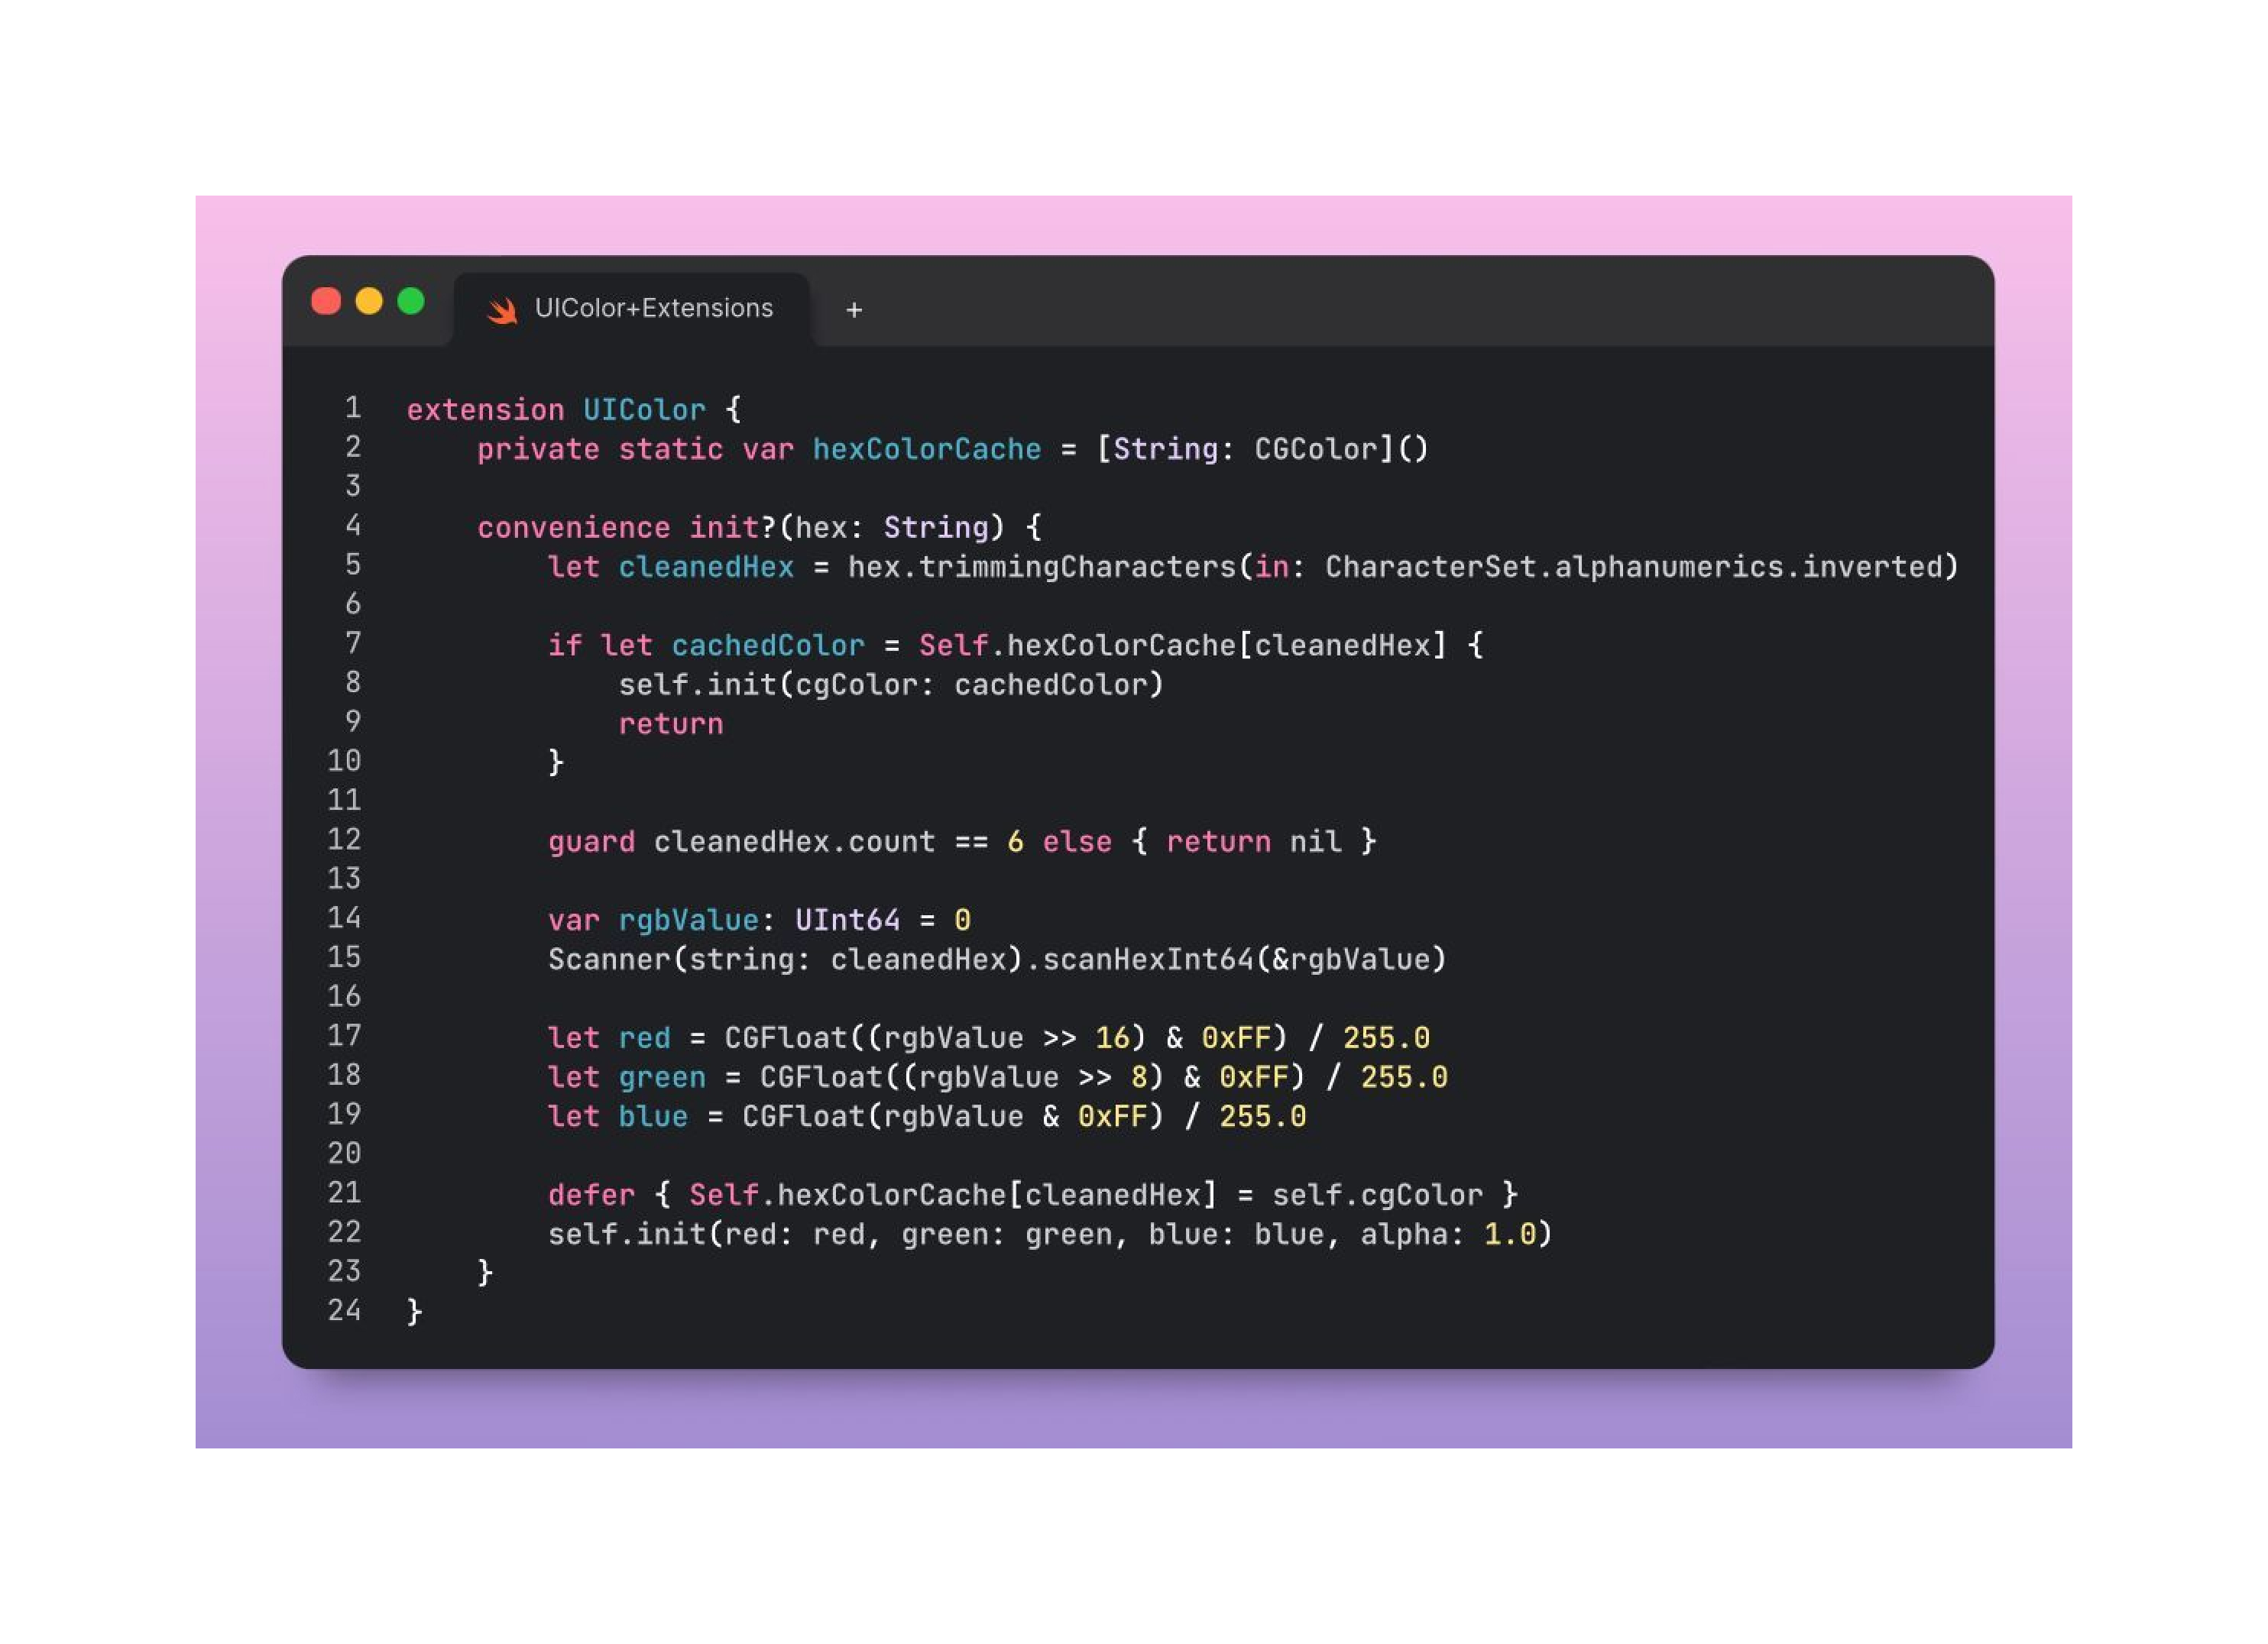 UIColor+Extensions +
1 extension UIColor {
2     private static var hexColorCache = [String: CGColor]()
3
4     convenience init?(hex: String) {
5         let cleanedHex = hex.trimmingCharacters(in: CharacterSet.alphanumerics.inverted)
6
7         if let cachedColor = Self.hexColorCache[cleanedHex] {
8             self.init(cgColor: cachedColor)
9             return
10         }
11
12         guard cleanedHex.count == 6 else { return nil }
13
14         var rgbValue: UInt64 = 0
15         Scanner(string: cleanedHex).scanHexInt64(&rgbValue)
16
17         let red = CGFloat((rgbValue >> 16) & 0xFF) / 255.0
18         let green = CGFloat((rgbValue >> 8) & 0xFF) / 255.0
19         let blue = CGFloat(rgbValue & 0xFF) / 255.0
20
21         defer { Self.hexColorCache[cleanedHex] = self.cgColor }
22         self.init(red: red, green: green, blue: blue, alpha: 1.0)
23     }
24 }